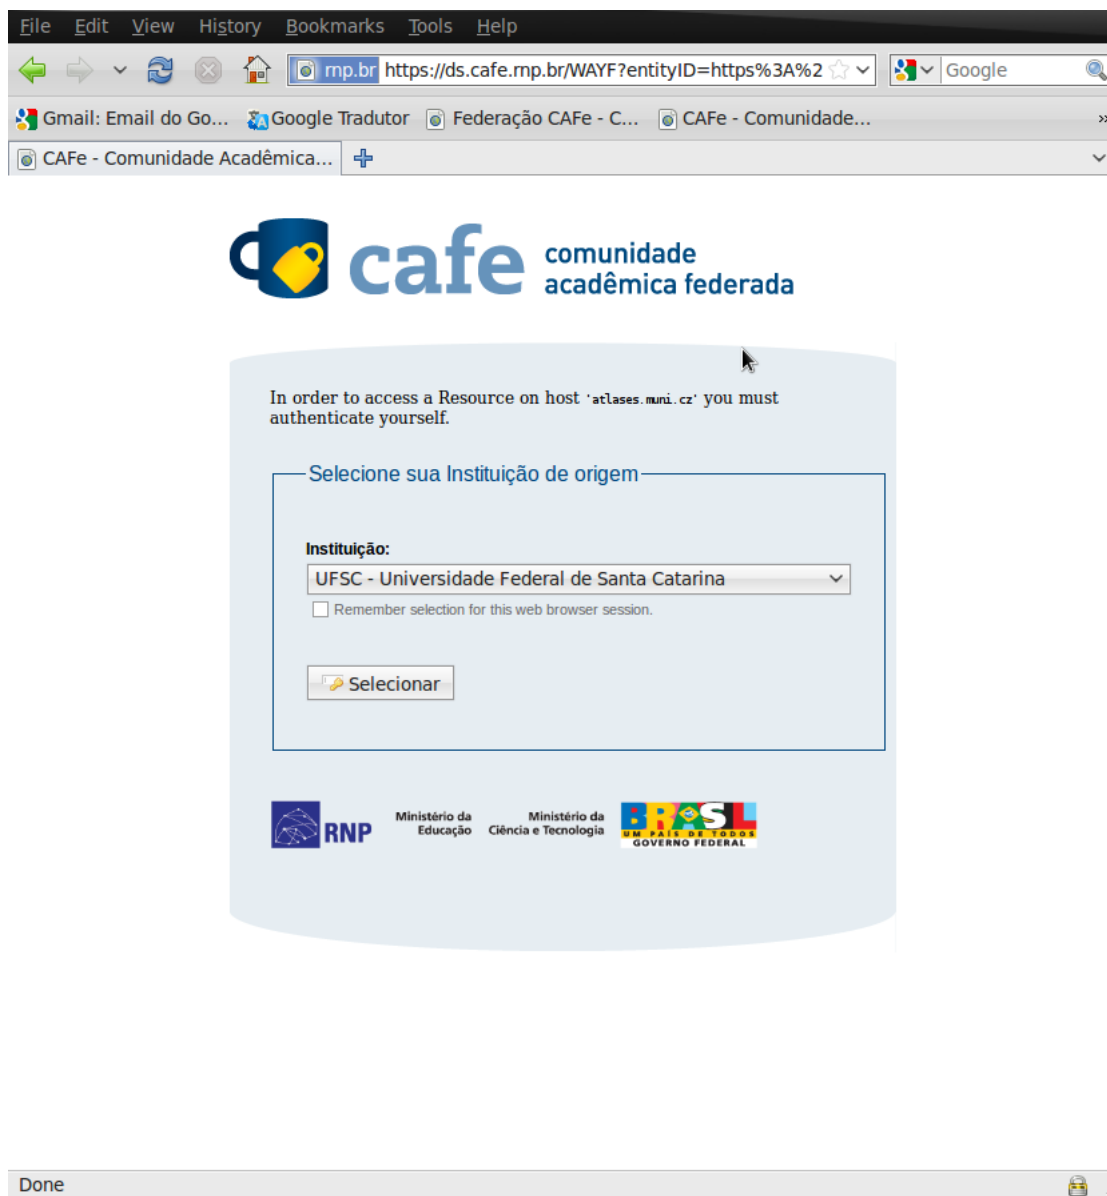 File Edit View History Bookmarks Tools Help
rnp.br https://ds.cafe.rnp.br/WAYF?entityID=https%3A%2 Google
Gmail: Email do Go... Google Tradutor Federação CAFe - C... CAFe - Comunidade... »
CAFe - Comunidade Acadêmica...
cafe comunidade
acadêmica federada
In order to access a Resource on host 'atlases.muni.cz' you must
authenticate yourself.
Selecione sua Instituição de origem
Instituição:
UFSC - Universidade Federal de Santa Catarina
Remember selection for this web browser session.
Selecionar
RNP
Ministério da
Educação
Ministério da
Ciência e Tecnologia
BRASIL
UM PAÍS DE TODOS
GOVERNO FEDERAL
Done